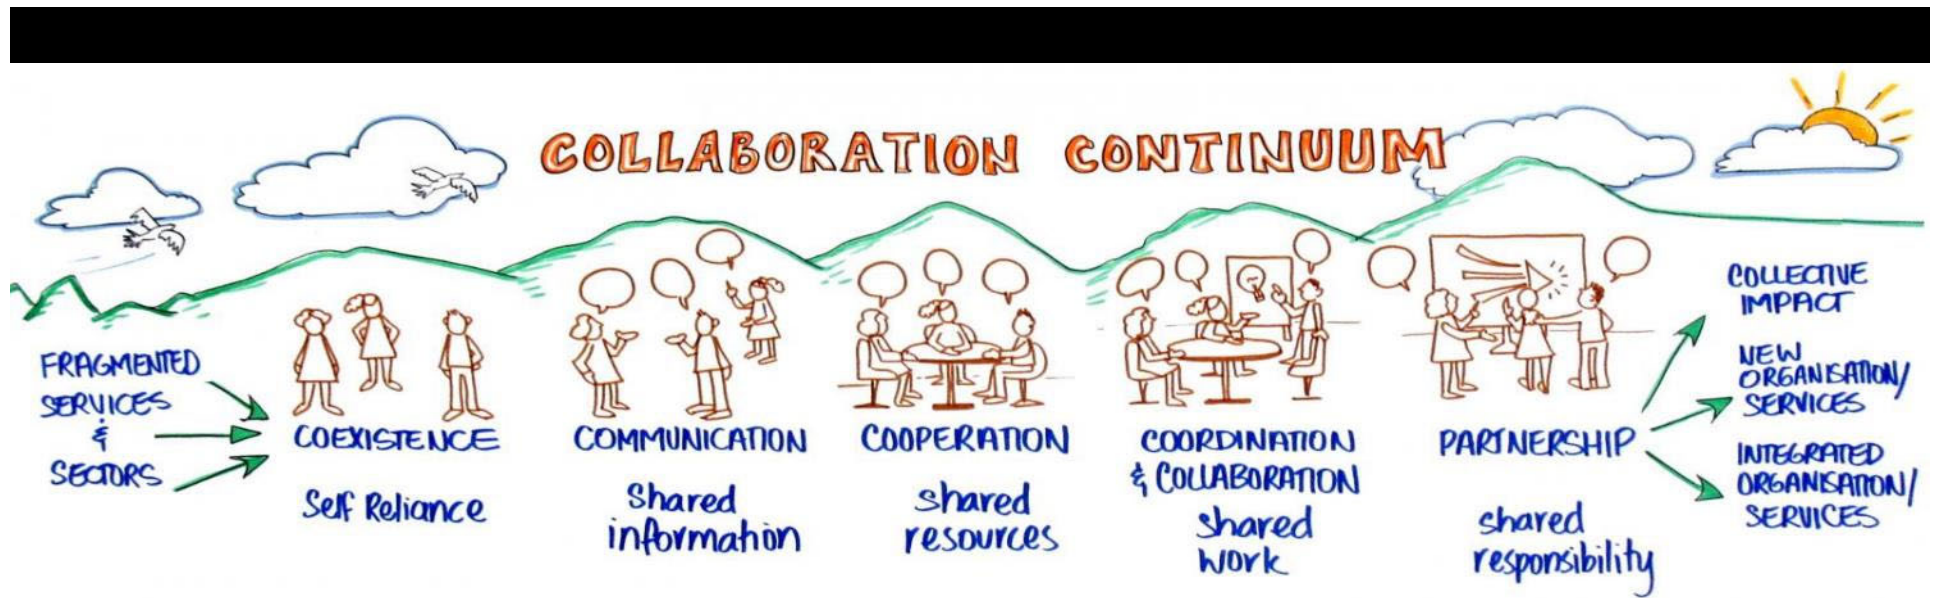 COLLABORATION CONTINUUM
FRAGMENTED
SERVICES
&
SECTORS
COEXISTENCE
Self Reliance
COMMUNICATION
Shared
information
COOPERATION
shared
resources
COORDINATION
& COLLABORATION
shared
work
PARTNERSHIP
shared
responsibility
COLLECTIVE
IMPACT
NEW
ORGANISATION/
SERVICES
INTEGRATED
ORGANISATION/
SERVICES